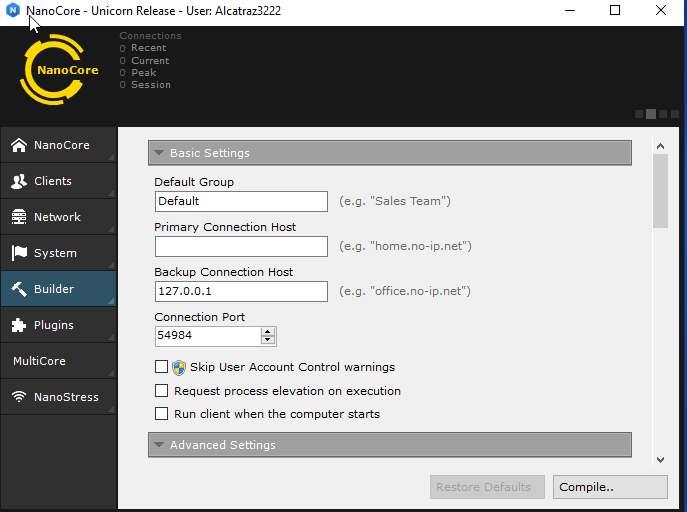 NanoCore - Unicorn Release - User: Alcatraz3222
NanoCore
Connections
0 Recent
0 Current
0 Peak
0 Session
NanoCore
Clients
Network
System
Builder
Plugins
MultiCore
NanoStress
Basic Settings
Default Group
Default (e.g. "Sales Team")
Primary Connection Host
(e.g. "home.no-ip.net")
Backup Connection Host
127.0.0.1 (e.g. "office.no-ip.net")
Connection Port
54984
Skip User Account Control warnings
Request process elevation on execution
Run client when the computer starts
Advanced Settings
Restore Defaults Compile..